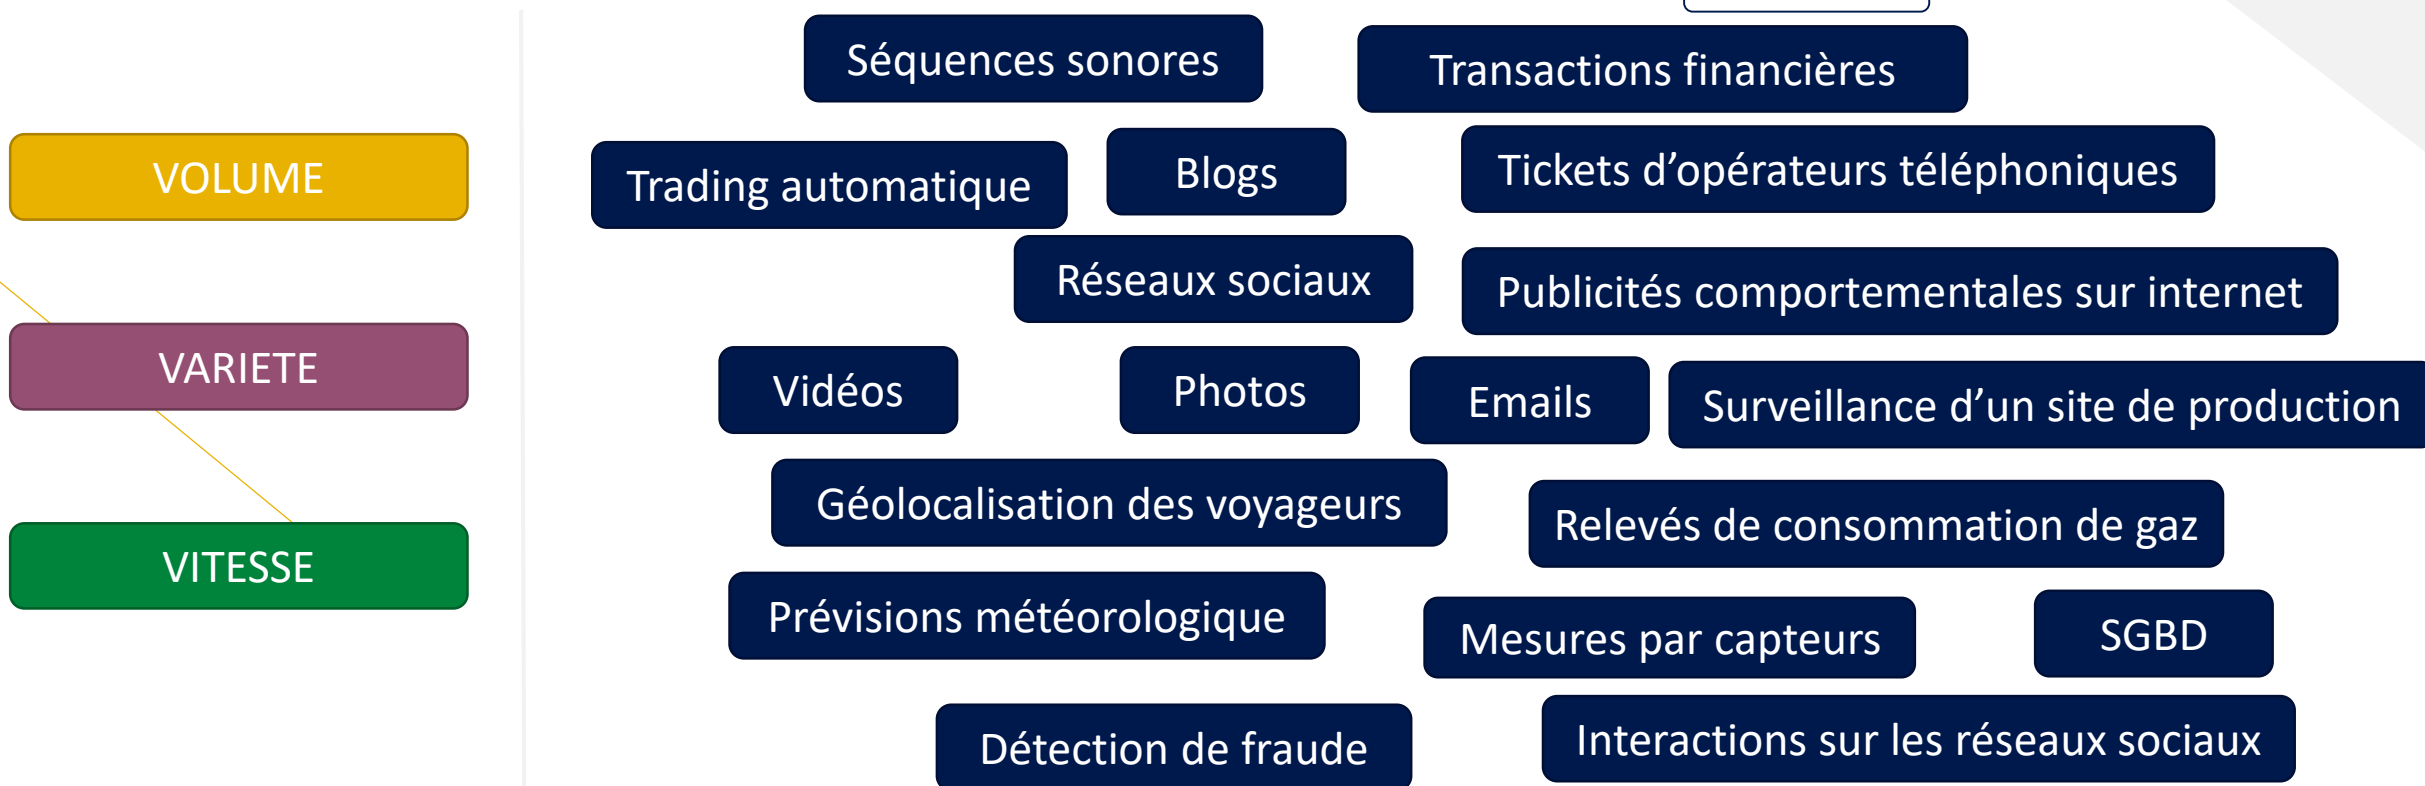 VOLUME
VARIETE
VITESSE
Séquences sonores
Transactions financières
Trading automatique
Blogs
Tickets d’opérateurs téléphoniques
Réseaux sociaux
Publicités comportementales sur internet
Vidéos
Photos
Emails
Surveillance d’un site de production
Géolocalisation des voyageurs
Relevés de consommation de gaz
Prévisions météorologique
Mesures par capteurs
SGBD
Détection de fraude
Interactions sur les réseaux sociaux